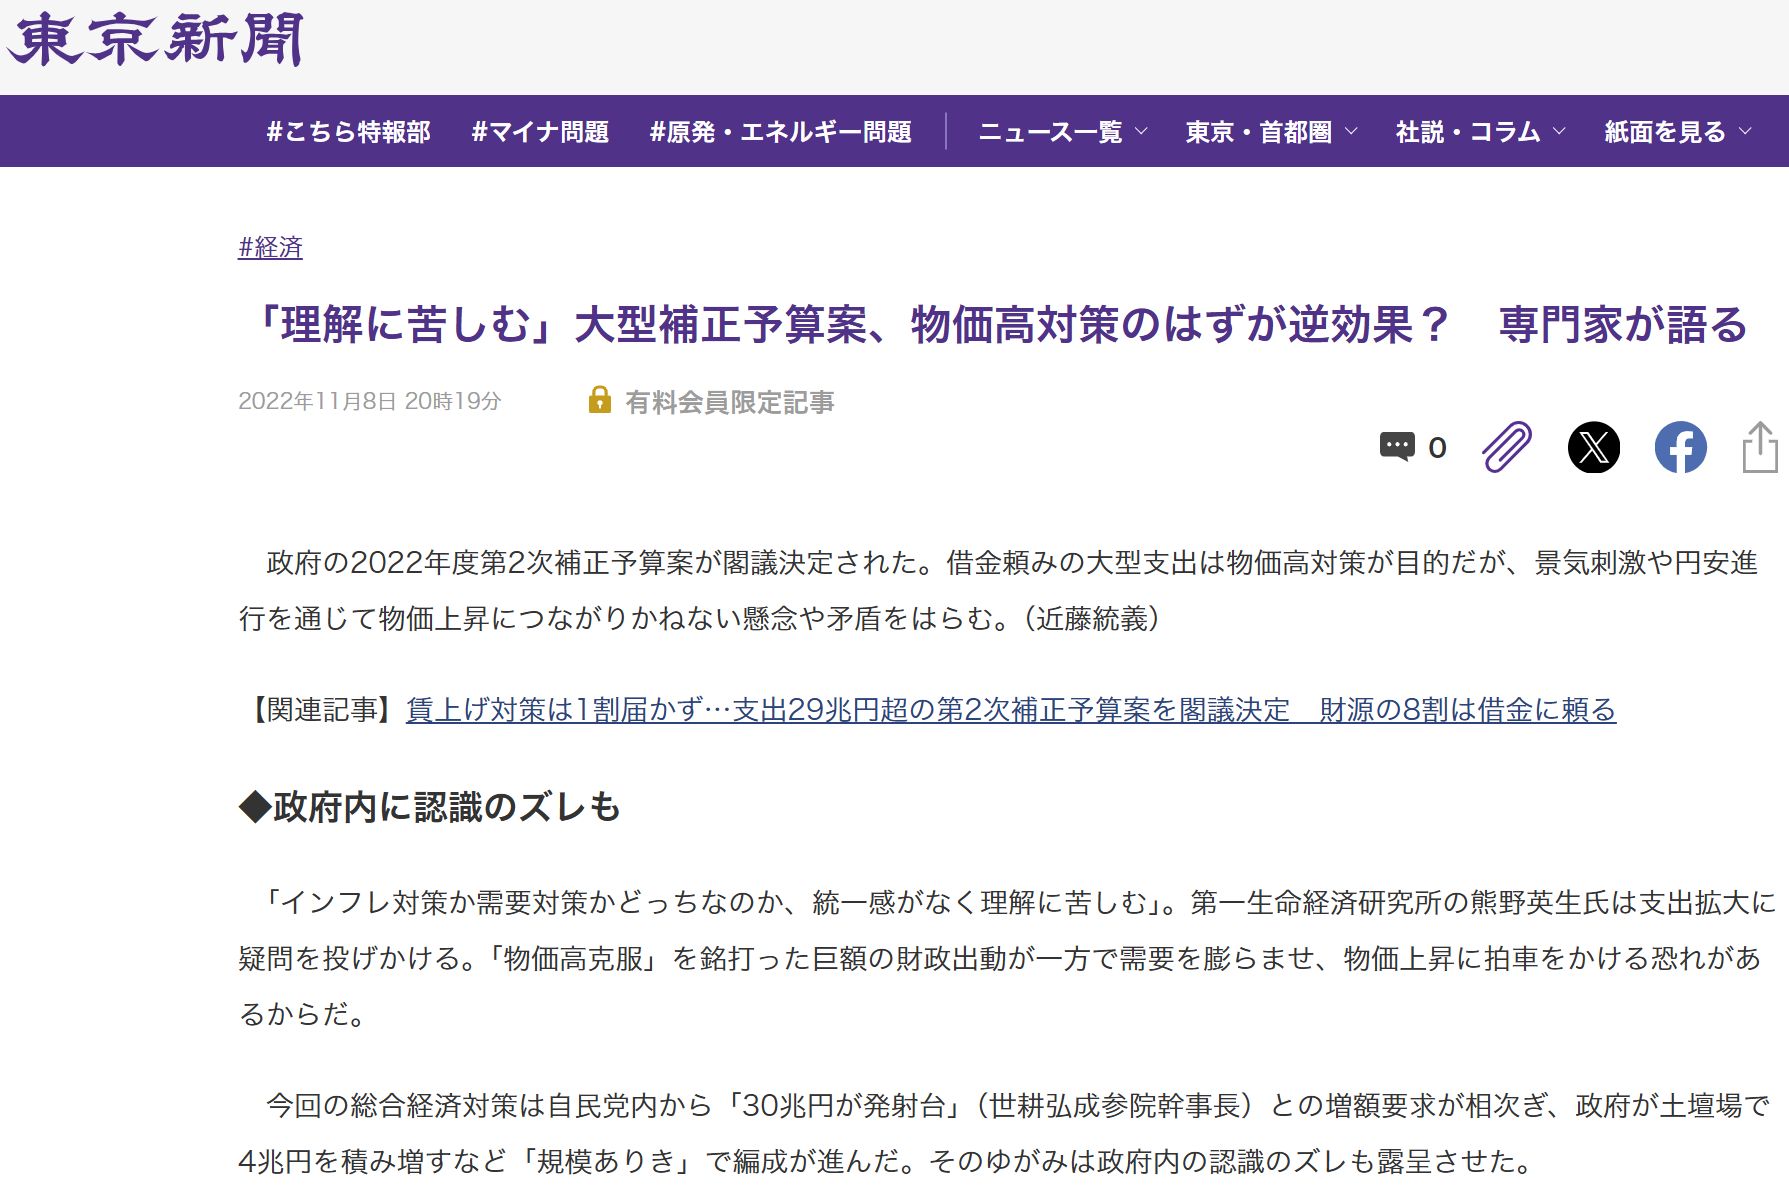 東京新聞
#こちら特報部 #マイナ問題 #原発・エネルギー問題 ニュース一覧 東京・首都圏 社説・コラム 紙面を見る
#経済
「理解に苦しむ」大型補正予算案、物価高対策のはずが逆効果？　専門家が語る
2022年11月8日 20時19分 有料会員限定記事
0
政府の2022年度第2次補正予算案が閣議決定された。借金頼みの大型支出は物価高対策が目的だが、景気刺激や円安進
行を通じて物価上昇につながりかねない懸念や矛盾をはらむ。（近藤統義）
【関連記事】賃上げ対策は1割届かず…支出29兆円超の第2次補正予算案を閣議決定　財源の8割は借金に頼る
◆政府内に認識のズレも
「インフレ対策か需要対策かどっちなのか、統一感がなく理解に苦しむ」。第一生命経済研究所の熊野英生氏は支出拡大に
疑問を投げかける。「物価高克服」を銘打った巨額の財政出動が一方で需要を膨らませ、物価上昇に拍車をかける恐れがあ
るからだ。
今回の総合経済対策は自民党内から「30兆円が発射台」（世耕弘成参院幹事長）との増額要求が相次ぎ、政府が土壇場で
4兆円を積み増すなど「規模ありき」で編成が進んだ。そのゆがみは政府内の認識のズレも露呈させた。